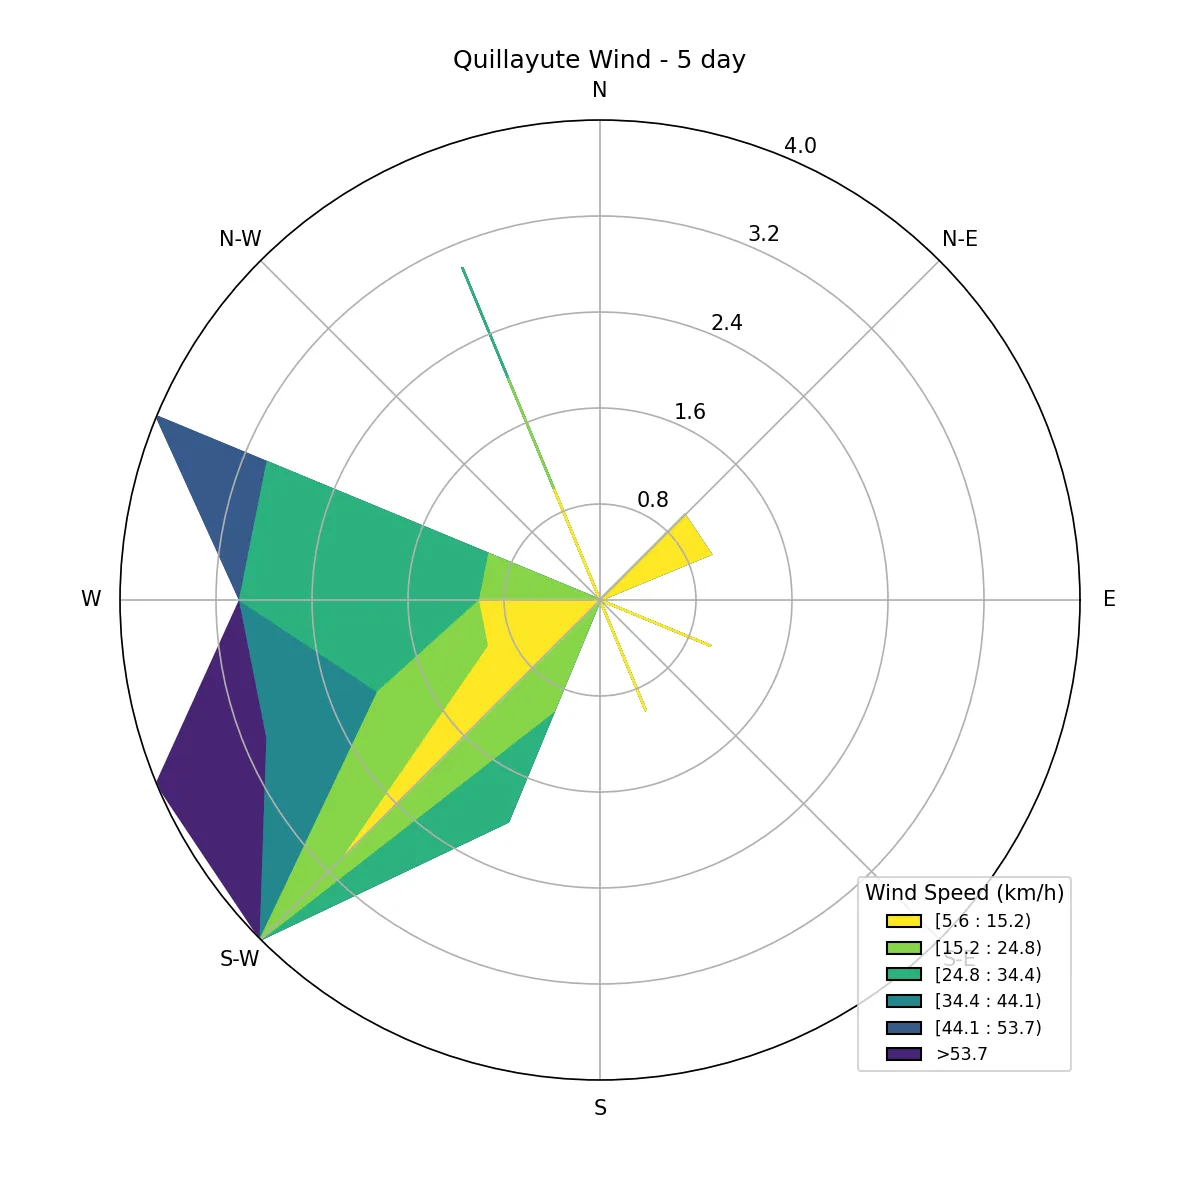 Quillayute Wind - 5 day
N
4.0
N-W
3.2
N-E
2.4
1.6
0.8
W
E
S-W
S-E
Wind Speed (km/h)
[5.6 : 15.2)
[15.2 : 24.8)
[24.8 : 34.4)
[34.4 : 44.1)
[44.1 : 53.7)
>53.7
S